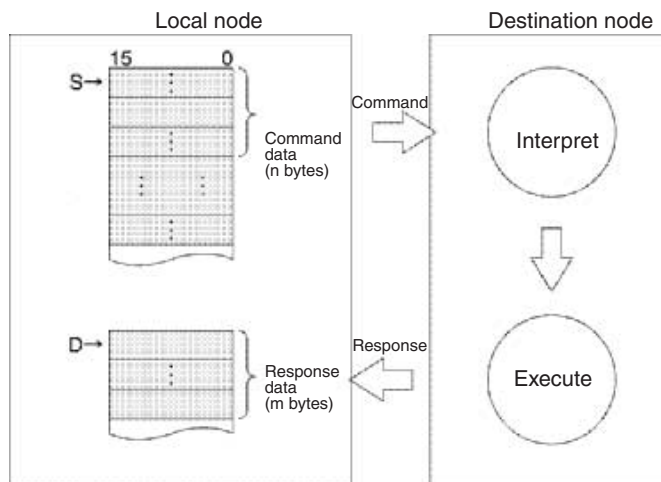 Local node
Destination node
15 0
S→
Command
data
(n bytes)
Command
Interpret
D→
Response
data
(m bytes)
Response
Execute